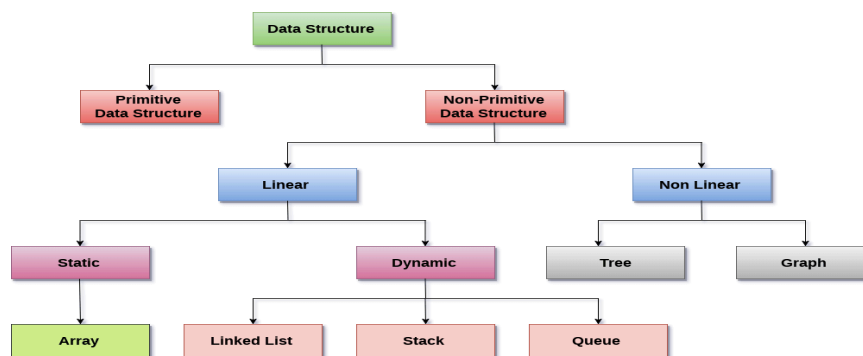 Data Structure
Primitive
Data Structure
Non-Primitive
Data Structure
Linear
Non Linear
Static
Dynamic
Tree
Graph
Array
Linked List
Stack
Queue